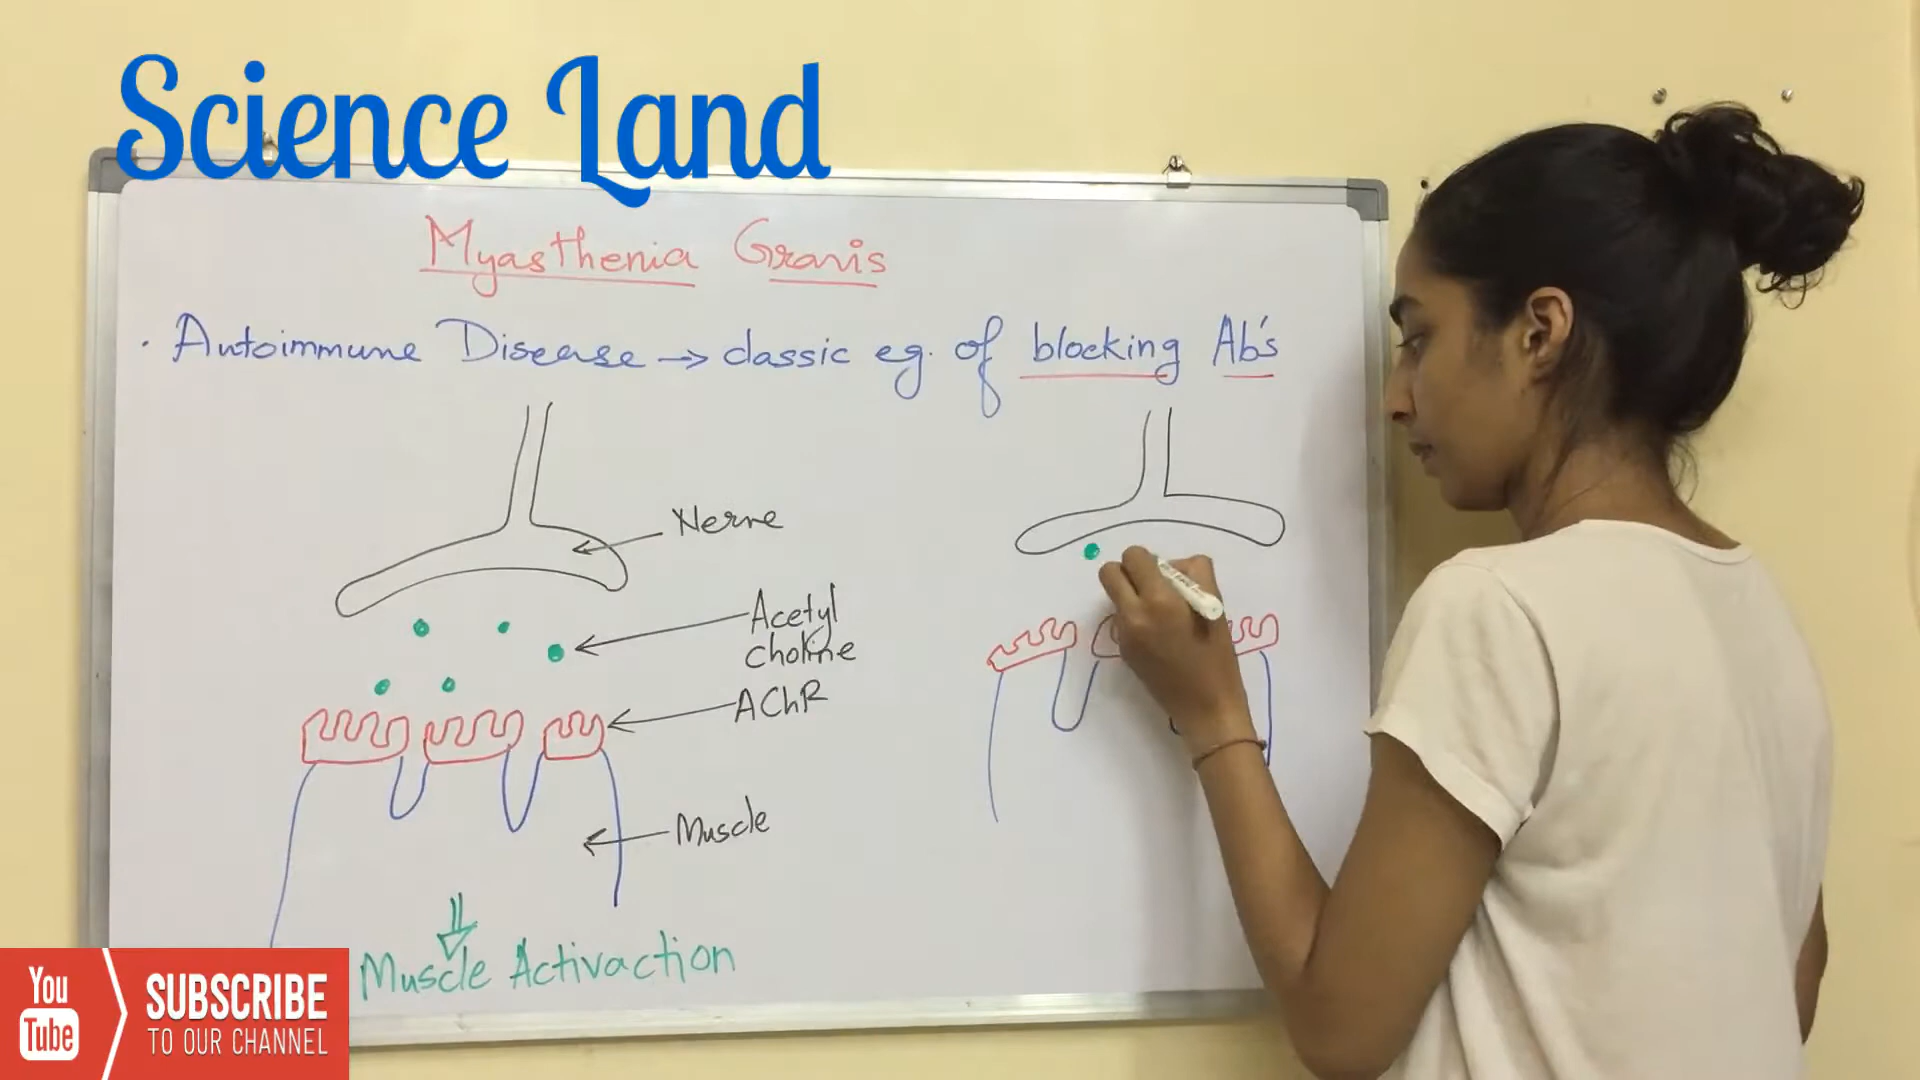 Science Land
Myasthenia Gravis
· Autoimmune Disease → classic eg. of blocking Ab's
Nerve
Acetyl
choline
AChR
Muscle
Muscle Activaction
You
Tube
SUBSCRIBE
TO OUR CHANNEL